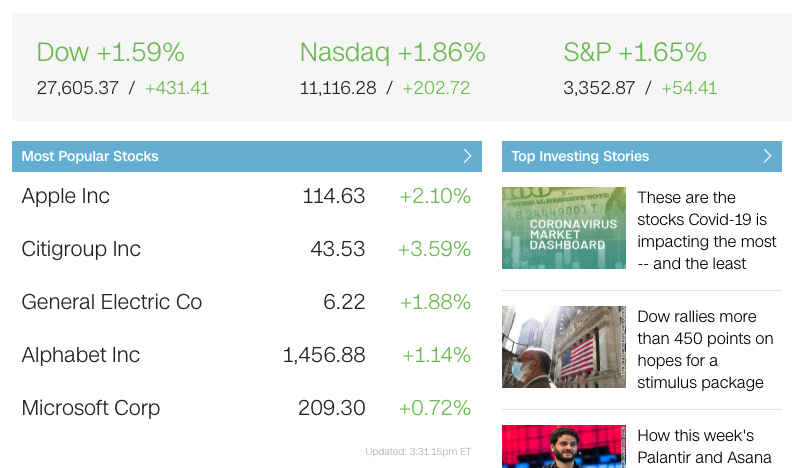 Dow +1.59%
27,605.37 / +431.41
Nasdaq +1.86%
11,116.28 / +202.72
S&P +1.65%
3,352.87 / +54.41
Most Popular Stocks
Apple Inc 114.63 +2.10%
Citigroup Inc 43.53 +3.59%
General Electric Co 6.22 +1.88%
Alphabet Inc 1,456.88 +1.14%
Microsoft Corp 209.30 +0.72%
Updated: 3:31:15pm ET
Top Investing Stories
FEDERAL RESERVE NOTE
CORONAVIRUS
MARKET
DASHBOARD
These are the
stocks Covid-19 is
impacting the most
-- and the least
Dow rallies more
than 450 points on
hopes for a
stimulus package
How this week's
Palantir and Asana